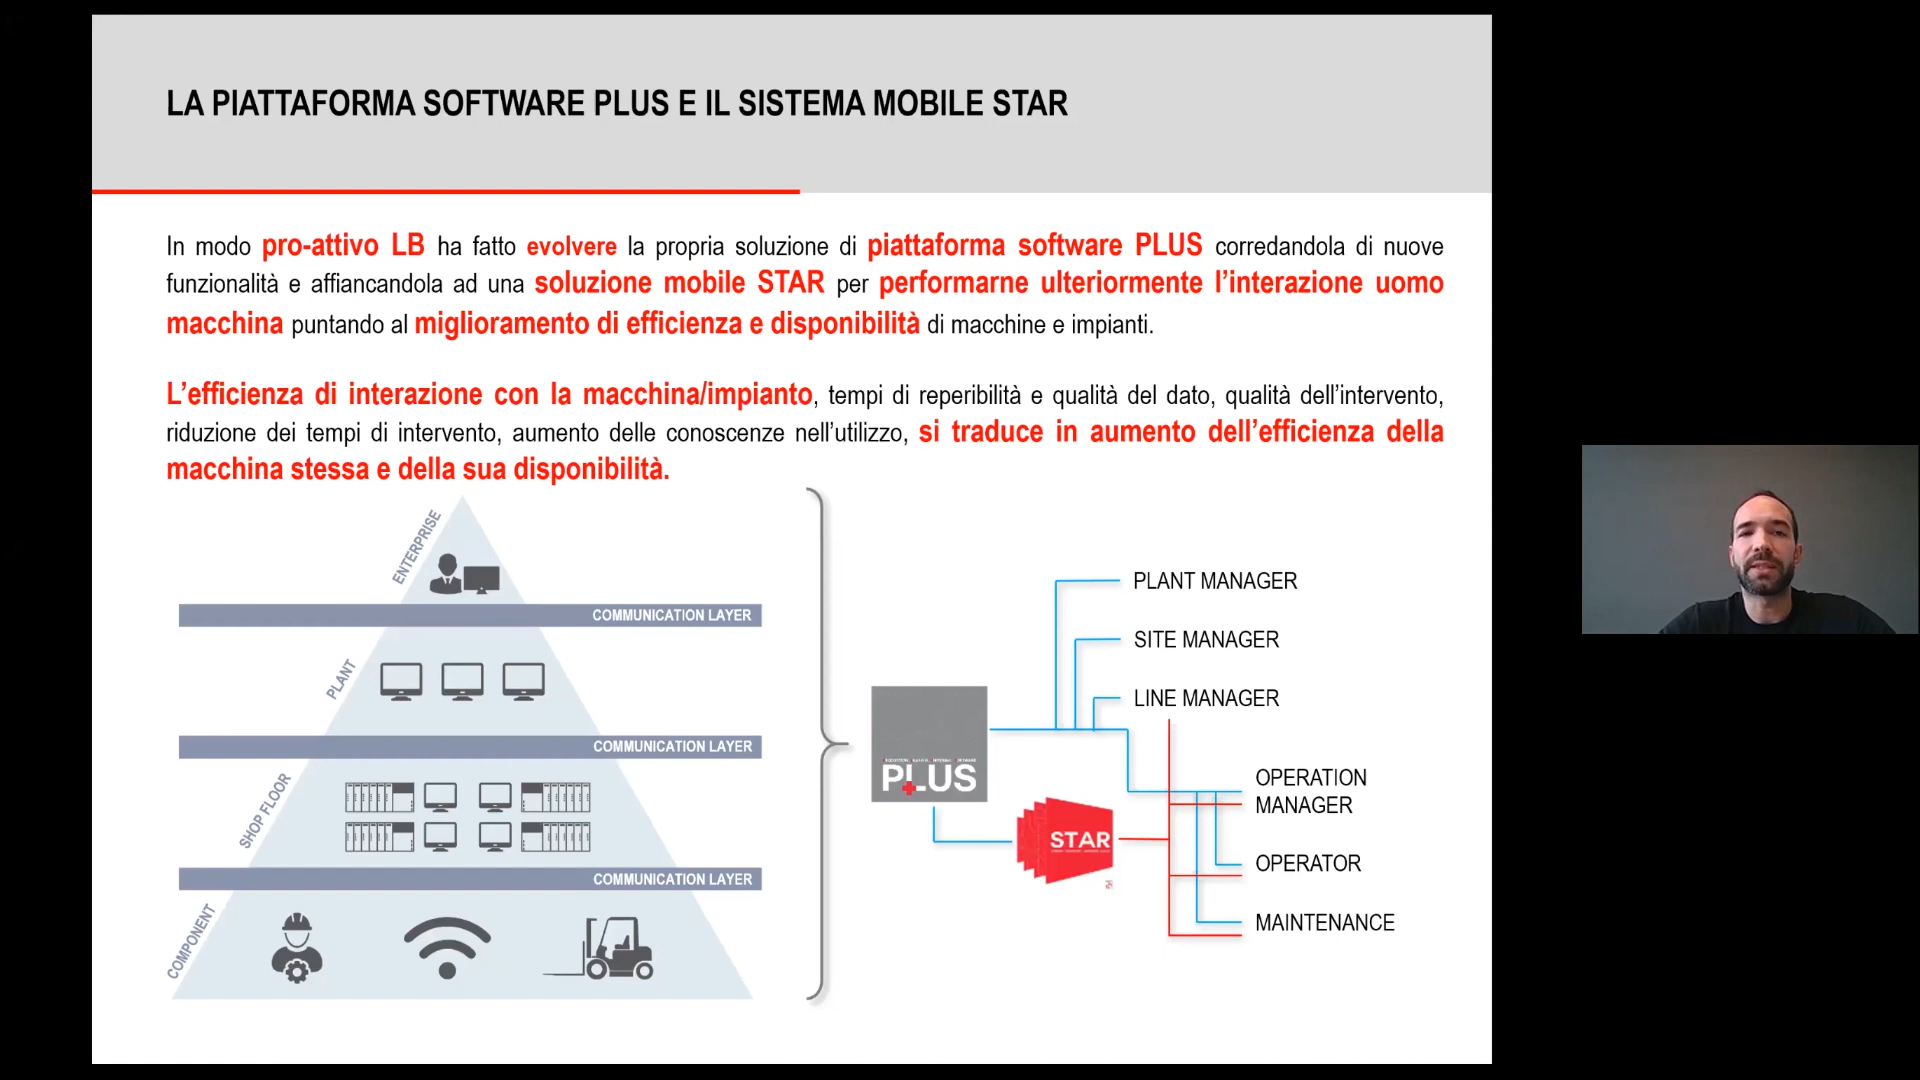 LA PIATTAFORMA SOFTWARE PLUS E IL SISTEMA MOBILE STAR
In modo pro-attivo LB ha fatto evolvere la propria soluzione di piattaforma software PLUS corredandola di nuove
funzionalità e affiancandola ad una soluzione mobile STAR per performarne ulteriormente l’interazione uomo
macchina puntando al miglioramento di efficienza e disponibilità di macchine e impianti.
L’efficienza di interazione con la macchina/impianto, tempi di reperibilità e qualità del dato, qualità dell’intervento,
riduzione dei tempi di intervento, aumento delle conoscenze nell’utilizzo, si traduce in aumento dell’efficienza della
macchina stessa e della sua disponibilità.
ENTERPRISE
COMMUNICATION LAYER
PLANT
COMMUNICATION LAYER
SHOP FLOOR
COMMUNICATION LAYER
COMPONENT
PLUS
STAR
PLANT MANAGER
SITE MANAGER
LINE MANAGER
OPERATION
MANAGER
OPERATOR
MAINTENANCE